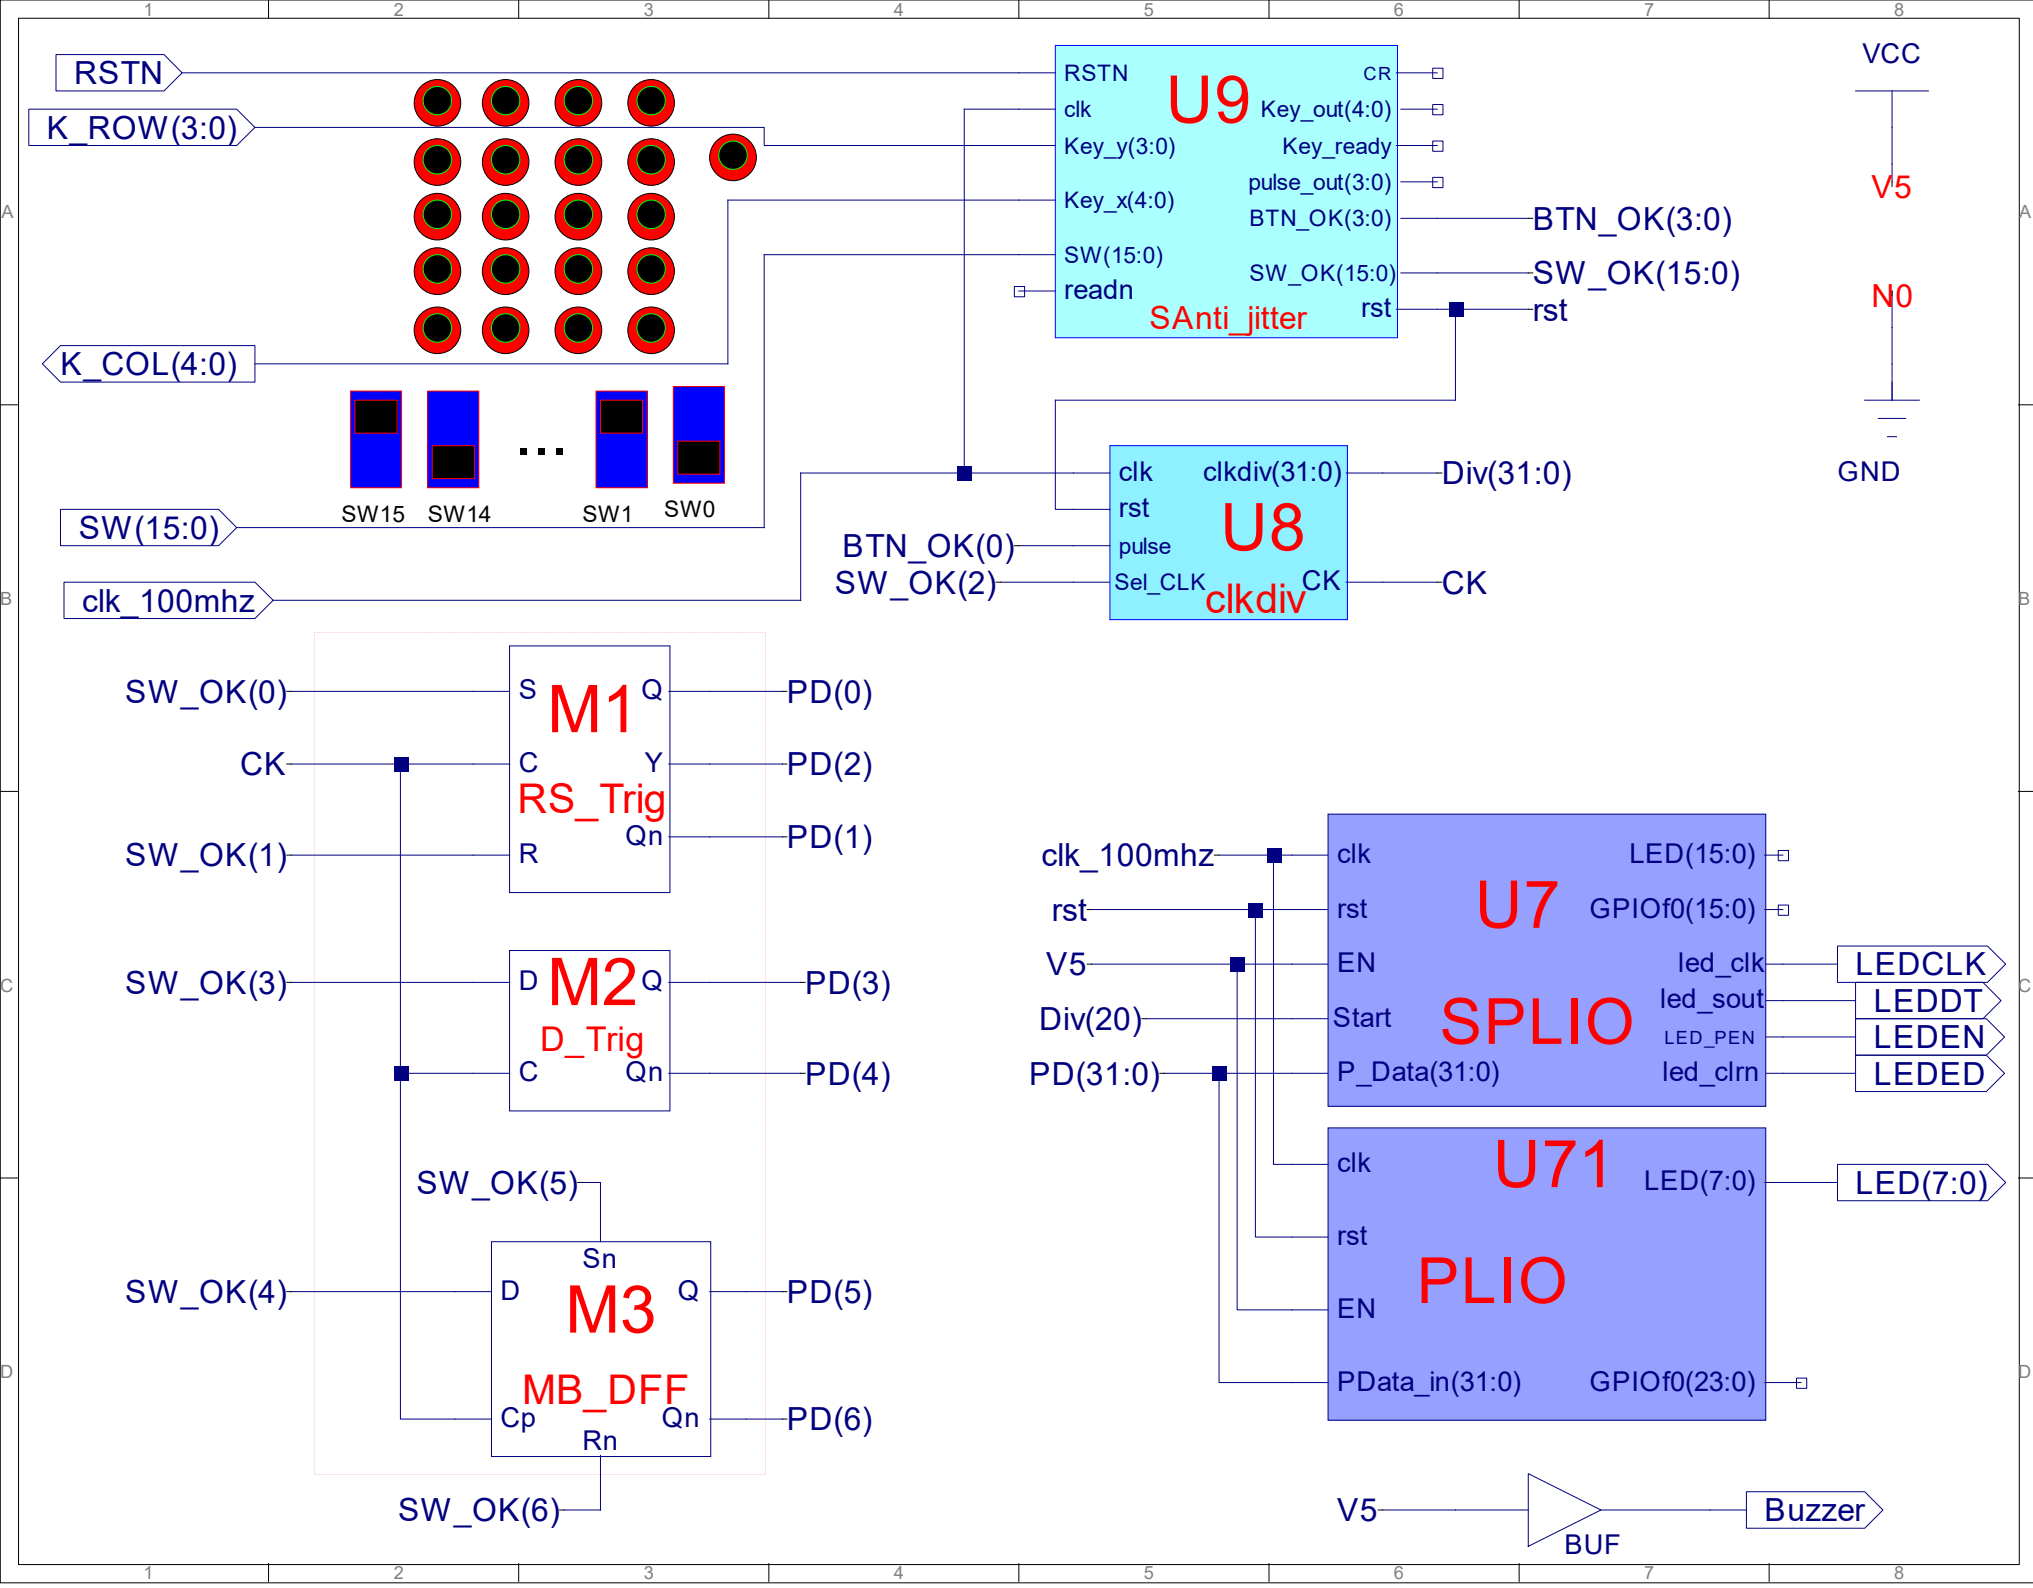 1 2 3 4 5 6 7 8
A A
B B
C C
D D
RSTN
K_ROW(3:0)
K_COL(4:0)
SW15 SW14 ... SW1 SW0
SW(15:0)
clk_100mhz
RSTN CR
U9
clk Key_out(4:0)
Key_y(3:0) Key_ready
pulse_out(3:0)
Key_x(4:0) BTN_OK(3:0) BTN_OK(3:0)
SW(15:0) SW_OK(15:0) SW_OK(15:0)
readn rst rst
SAnti_jitter
VCC
V5
N0
GND
clk clkdiv(31:0) Div(31:0)
rst
U8
BTN_OK(0) pulse
SW_OK(2) Sel_CLK CK CK
clkdiv
SW_OK(0) S Q PD(0)
M1
CK C Y PD(2)
RS_Trig
Qn PD(1)
SW_OK(1) R
SW_OK(3) D M2 Q PD(3)
D_Trig
C Qn PD(4)
SW_OK(5)
Sn
SW_OK(4) D Q PD(5)
M3
MB_DFF
Cp Qn PD(6)
Rn
SW_OK(6)
clk_100mhz clk LED(15:0)
U7
rst rst GPIOf0(15:0)
V5 EN led_clk LEDCLK
led_sout LEDDT
Div(20) Start SPLIO
LED_PEN LEDEN
PD(31:0) P_Data(31:0) led_clrn LEDED
clk U71
LED(7:0) LED(7:0)
rst
PLIO
EN
PData_in(31:0) GPIOf0(23:0)
V5 Buzzer
BUF
1 2 3 4 5 6 7 8